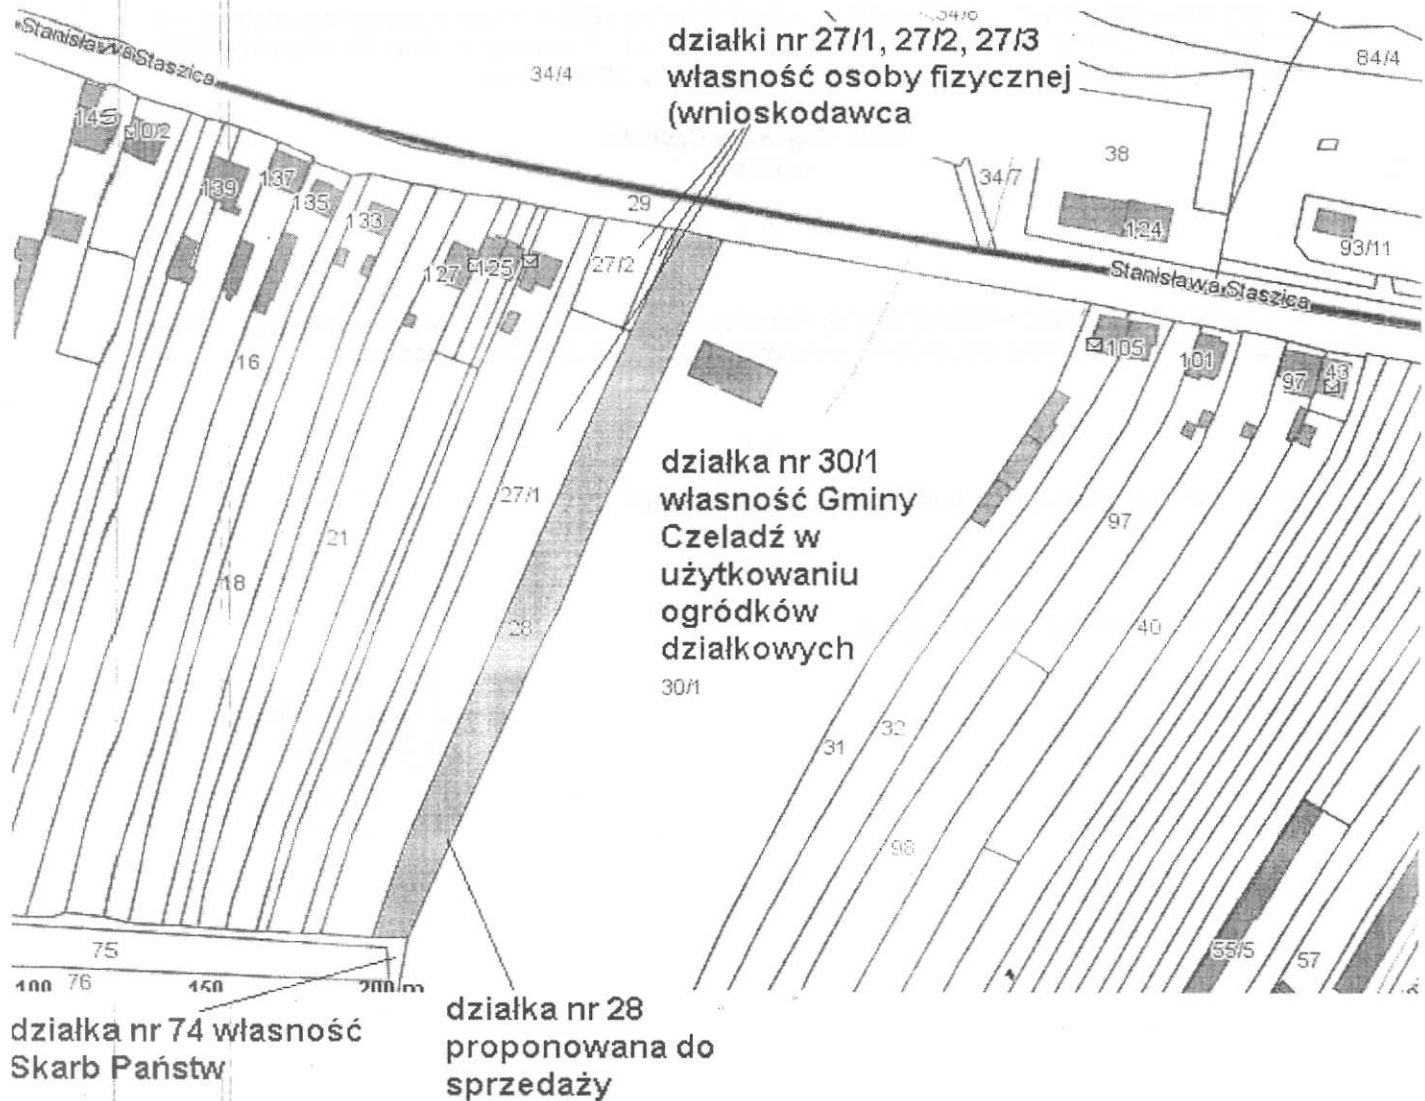 34/6
działki nr 27/1, 27/2, 27/3
własność osoby fizycznej
(wnioskodawca
Stanisława Staszica
34/4
84/4
10/2
38
139
137
135
133
34/7
29
124
93/11
127
125
27/2
Stanisława Staszica
105
101
97
43
16
działka nr 30/1
własność Gminy
Czeladź w
użytkowaniu
ogródków
działkowych
30/1
27/1
97
21
18
28
40
31
32
98
55/5
57
75
76
100
150
200 m
działka nr 74 własność
Skarb Państw
działka nr 28
proponowana do
sprzedaży